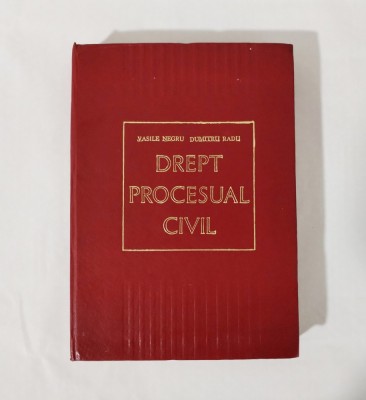 VASILE NEGRU DUMITRU RADU
DREPT
PROCESUAL
CIVIL